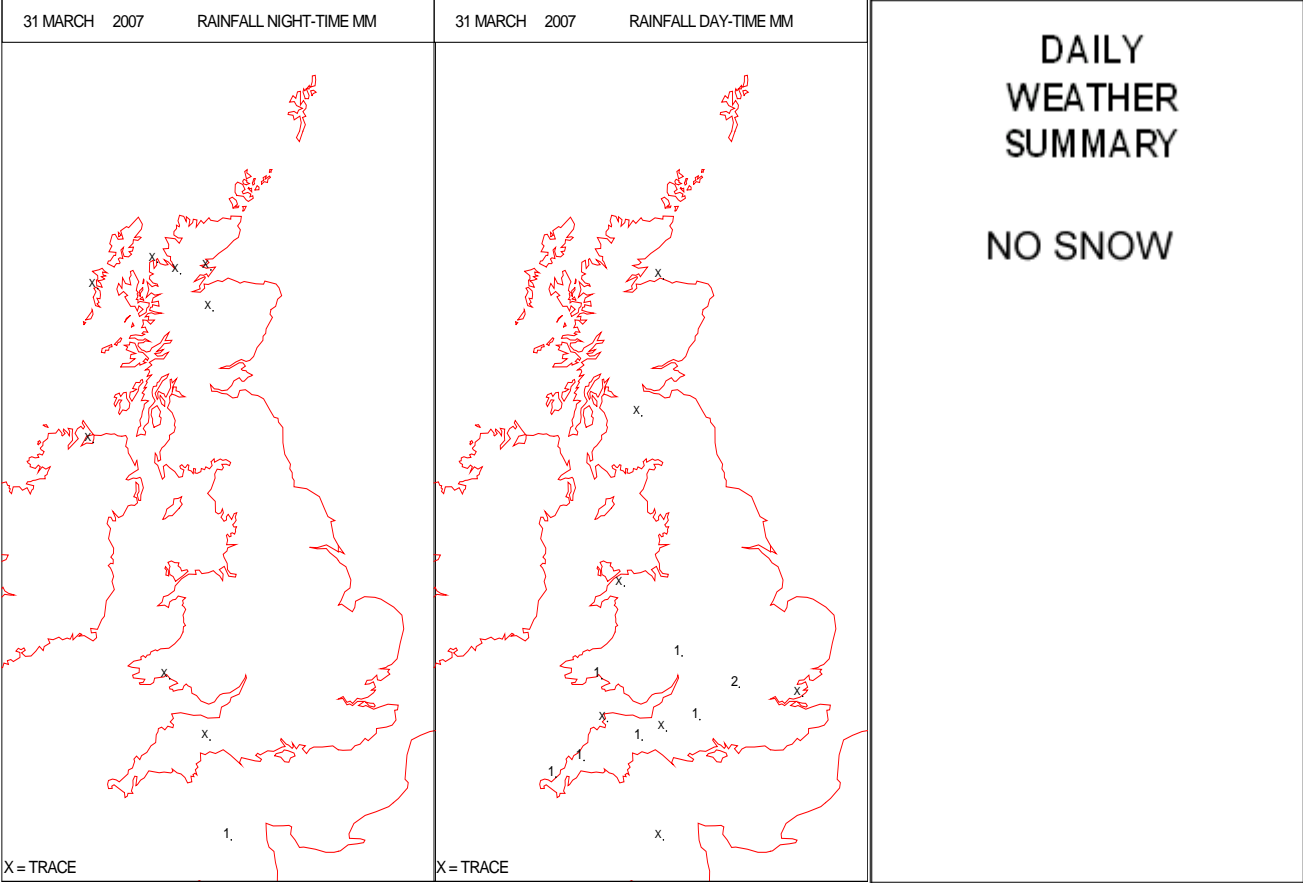 31 MARCH 2007 RAINFALL NIGHT-TIME MM
x
x.
x
x
x.
x
x.
x.
1.
X = TRACE
31 MARCH 2007 RAINFALL DAY-TIME MM
x
x.
x.
1.
1
2.
x
x
1.
x.
1.
1.
1
x.
X = TRACE
DAILY
WEATHER
SUMMARY
NO SNOW